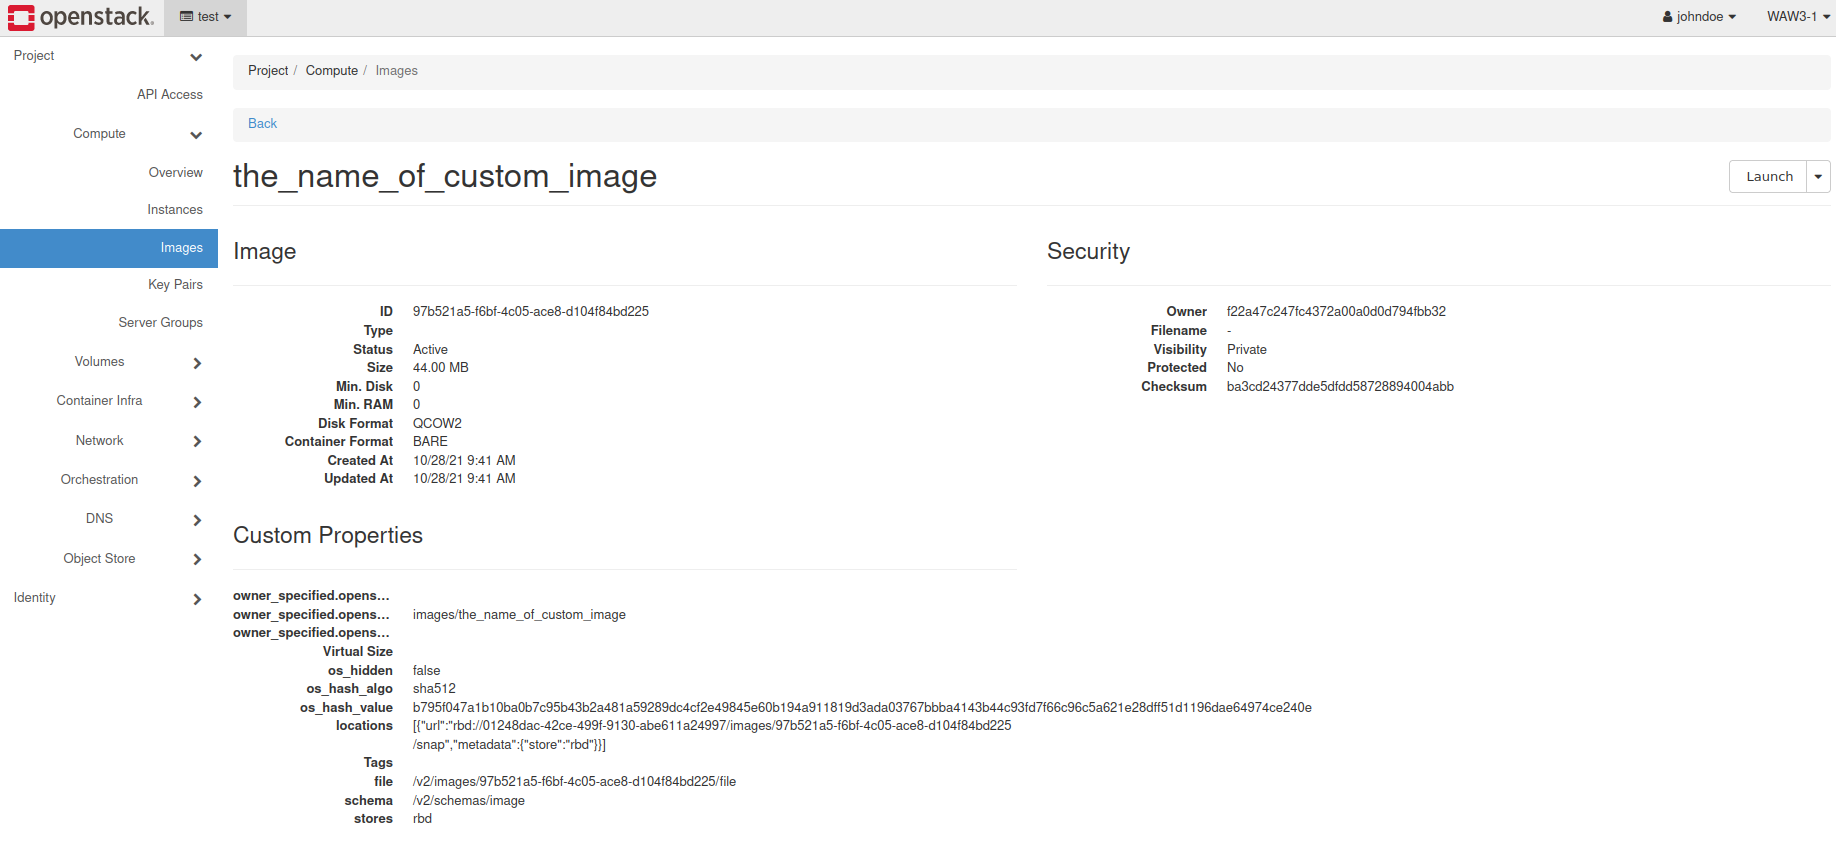 openstack.
test
johndoe
WAW3-1
Project
API Access
Compute
Overview
Instances
Images
Key Pairs
Server Groups
Volumes
Container Infra
Network
Orchestration
DNS
Object Store
Identity
Project / Compute / Images
Back
the_name_of_custom_image
Launch
Image
ID 97b521a5-f6bf-4c05-ace8-d104f84bd225
Type
Status Active
Size 44.00 MB
Min. Disk 0
Min. RAM 0
Disk Format QCOW2
Container Format BARE
Created At 10/28/21 9:41 AM
Updated At 10/28/21 9:41 AM
Security
Owner f22a47c247fc4372a00a0d0d794fbb32
Filename -
Visibility Private
Protected No
Checksum ba3cd24377dde5dfdd58728894004abb
Custom Properties
owner_specified.opens...
owner_specified.opens... images/the_name_of_custom_image
owner_specified.opens...
Virtual Size
os_hidden false
os_hash_algo sha512
os_hash_value b795f047a1b10ba0b7c95b43b2a481a59289dc4cf2e49845e60b194a911819d3ada03767bbba4143b44c93fd7f66c96c5a621e28dff51d1196dae64974ce240e
locations [{"url":"rbd://01248dac-42ce-499f-9130-abe611a24997/images/97b521a5-f6bf-4c05-ace8-d104f84bd225
/snap","metadata":{"store":"rbd"}}]
Tags
file /v2/images/97b521a5-f6bf-4c05-ace8-d104f84bd225/file
schema /v2/schemas/image
stores rbd